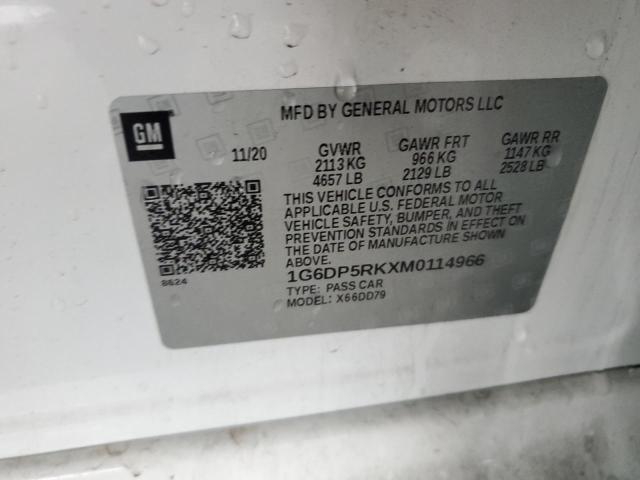 MFD BY GENERAL MOTORS LLC
GM
11/20 GVWR GAWR FRT GAWR RR
2113 KG 966 KG 1147 KG
4657 LB 2129 LB 2528 LB
THIS VEHICLE CONFORMS TO ALL
APPLICABLE U.S. FEDERAL MOTOR
VEHICLE SAFETY, BUMPER, AND THEFT
PREVENTION STANDARDS IN EFFECT ON
THE DATE OF MANUFACTURE SHOWN
ABOVE.
1G6DP5RKXM0114966
TYPE: PASS CAR
MODEL: X66DD79
8624